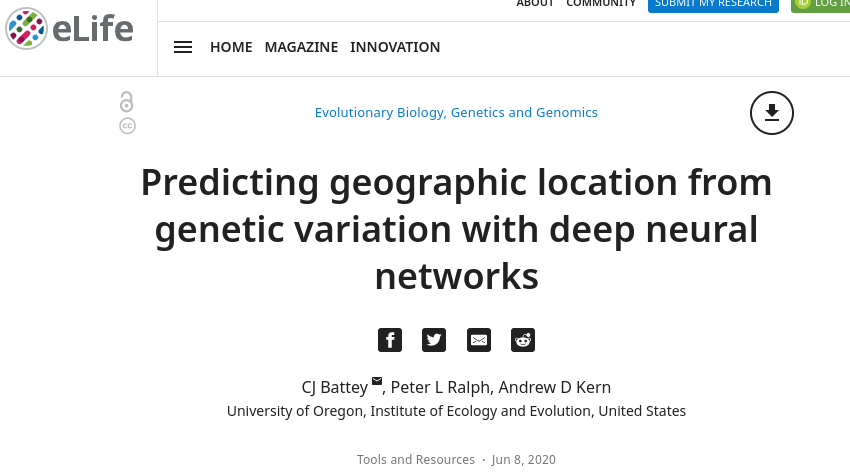 ABOUT COMMUNITY SUBMIT MY RESEARCH LOG IN
eLife
HOME MAGAZINE INNOVATION
Evolutionary Biology, Genetics and Genomics
Predicting geographic location from
genetic variation with deep neural
networks
CJ Battey, Peter L Ralph, Andrew D Kern
University of Oregon, Institute of Ecology and Evolution, United States
Tools and Resources · Jun 8, 2020